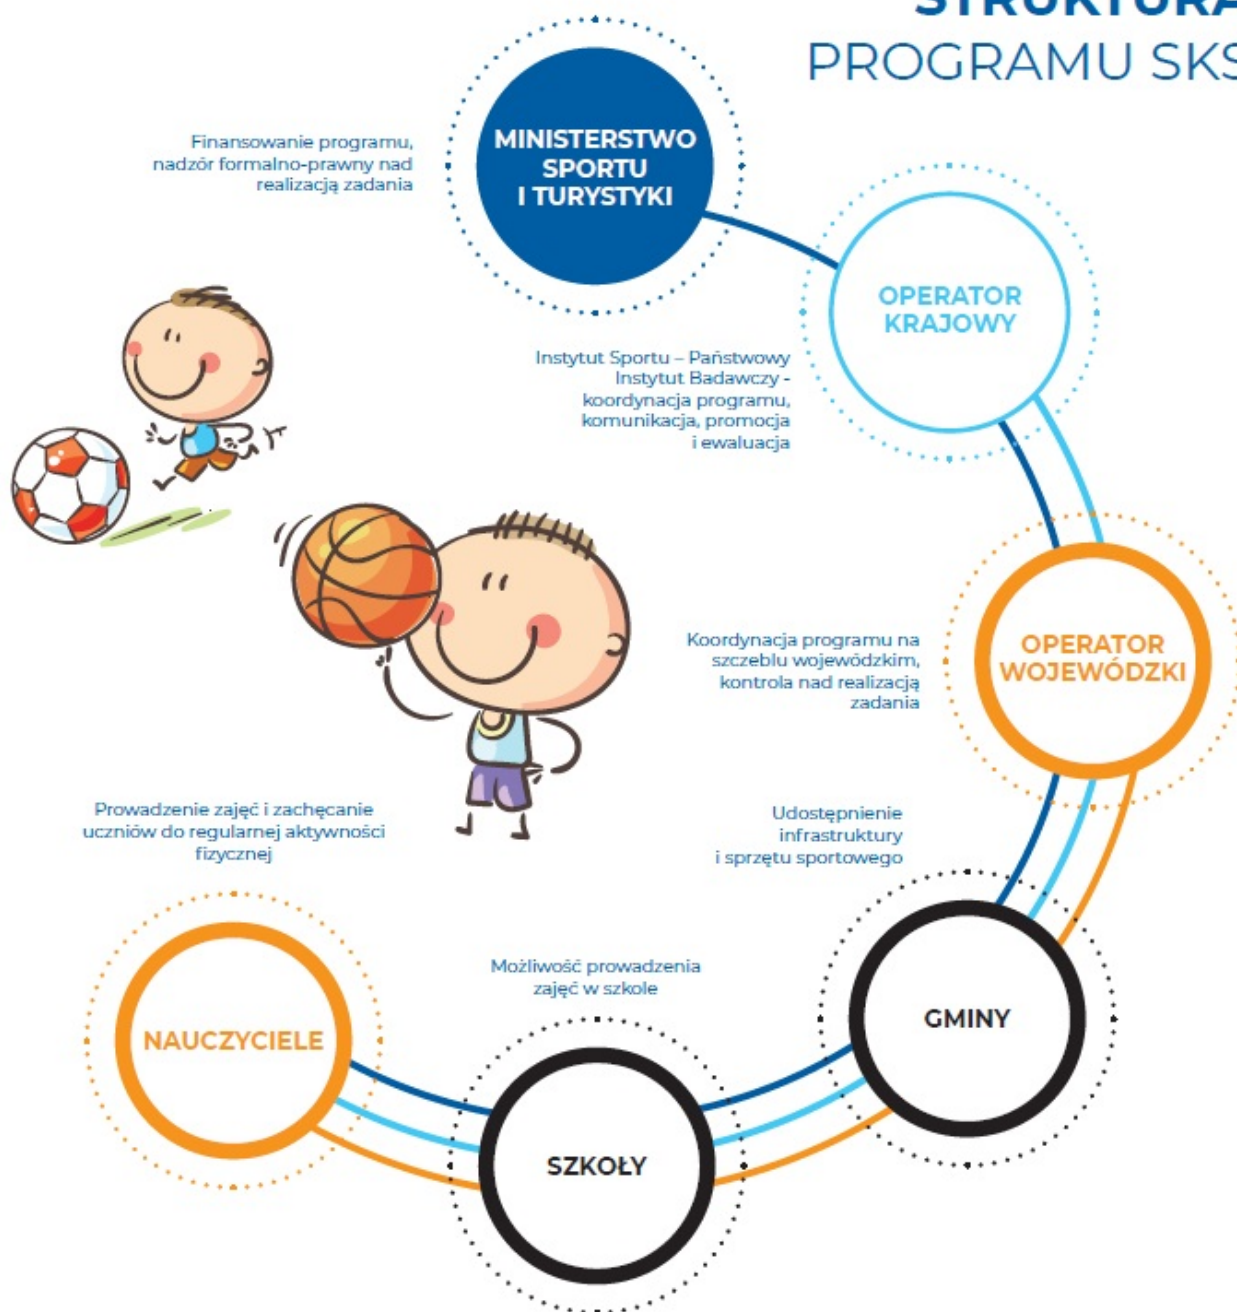 STRUKTURA
PROGRAMU SKS
MINISTERSTWO
SPORTU
I TURYSTYKI
Finansowanie programu,
nadzór formalno-prawny nad
realizacją zadania
OPERATOR
KRAJOWY
Instytut Sportu – Państwowy
Instytut Badawczy -
koordynacja programu,
komunikacja, promocja
i ewaluacja
OPERATOR
WOJEWÓDZKI
Koordynacja programu na
szczeblu wojewódzkim,
kontrola nad realizacją
zadania
Udostępnienie
infrastruktury
i sprzętu sportowego
GMINY
Możliwość prowadzenia
zajęć w szkole
SZKOŁY
Prowadzenie zajęć i zachęcanie
uczniów do regularnej aktywności
fizycznej
NAUCZYCIELE